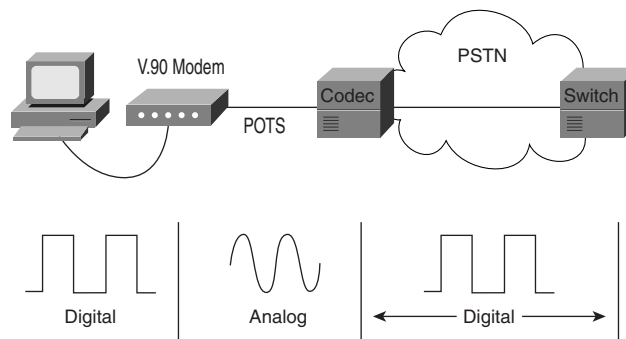 V.90 Modem
PSTN
Codec
Switch
POTS
Digital
Analog
Digital